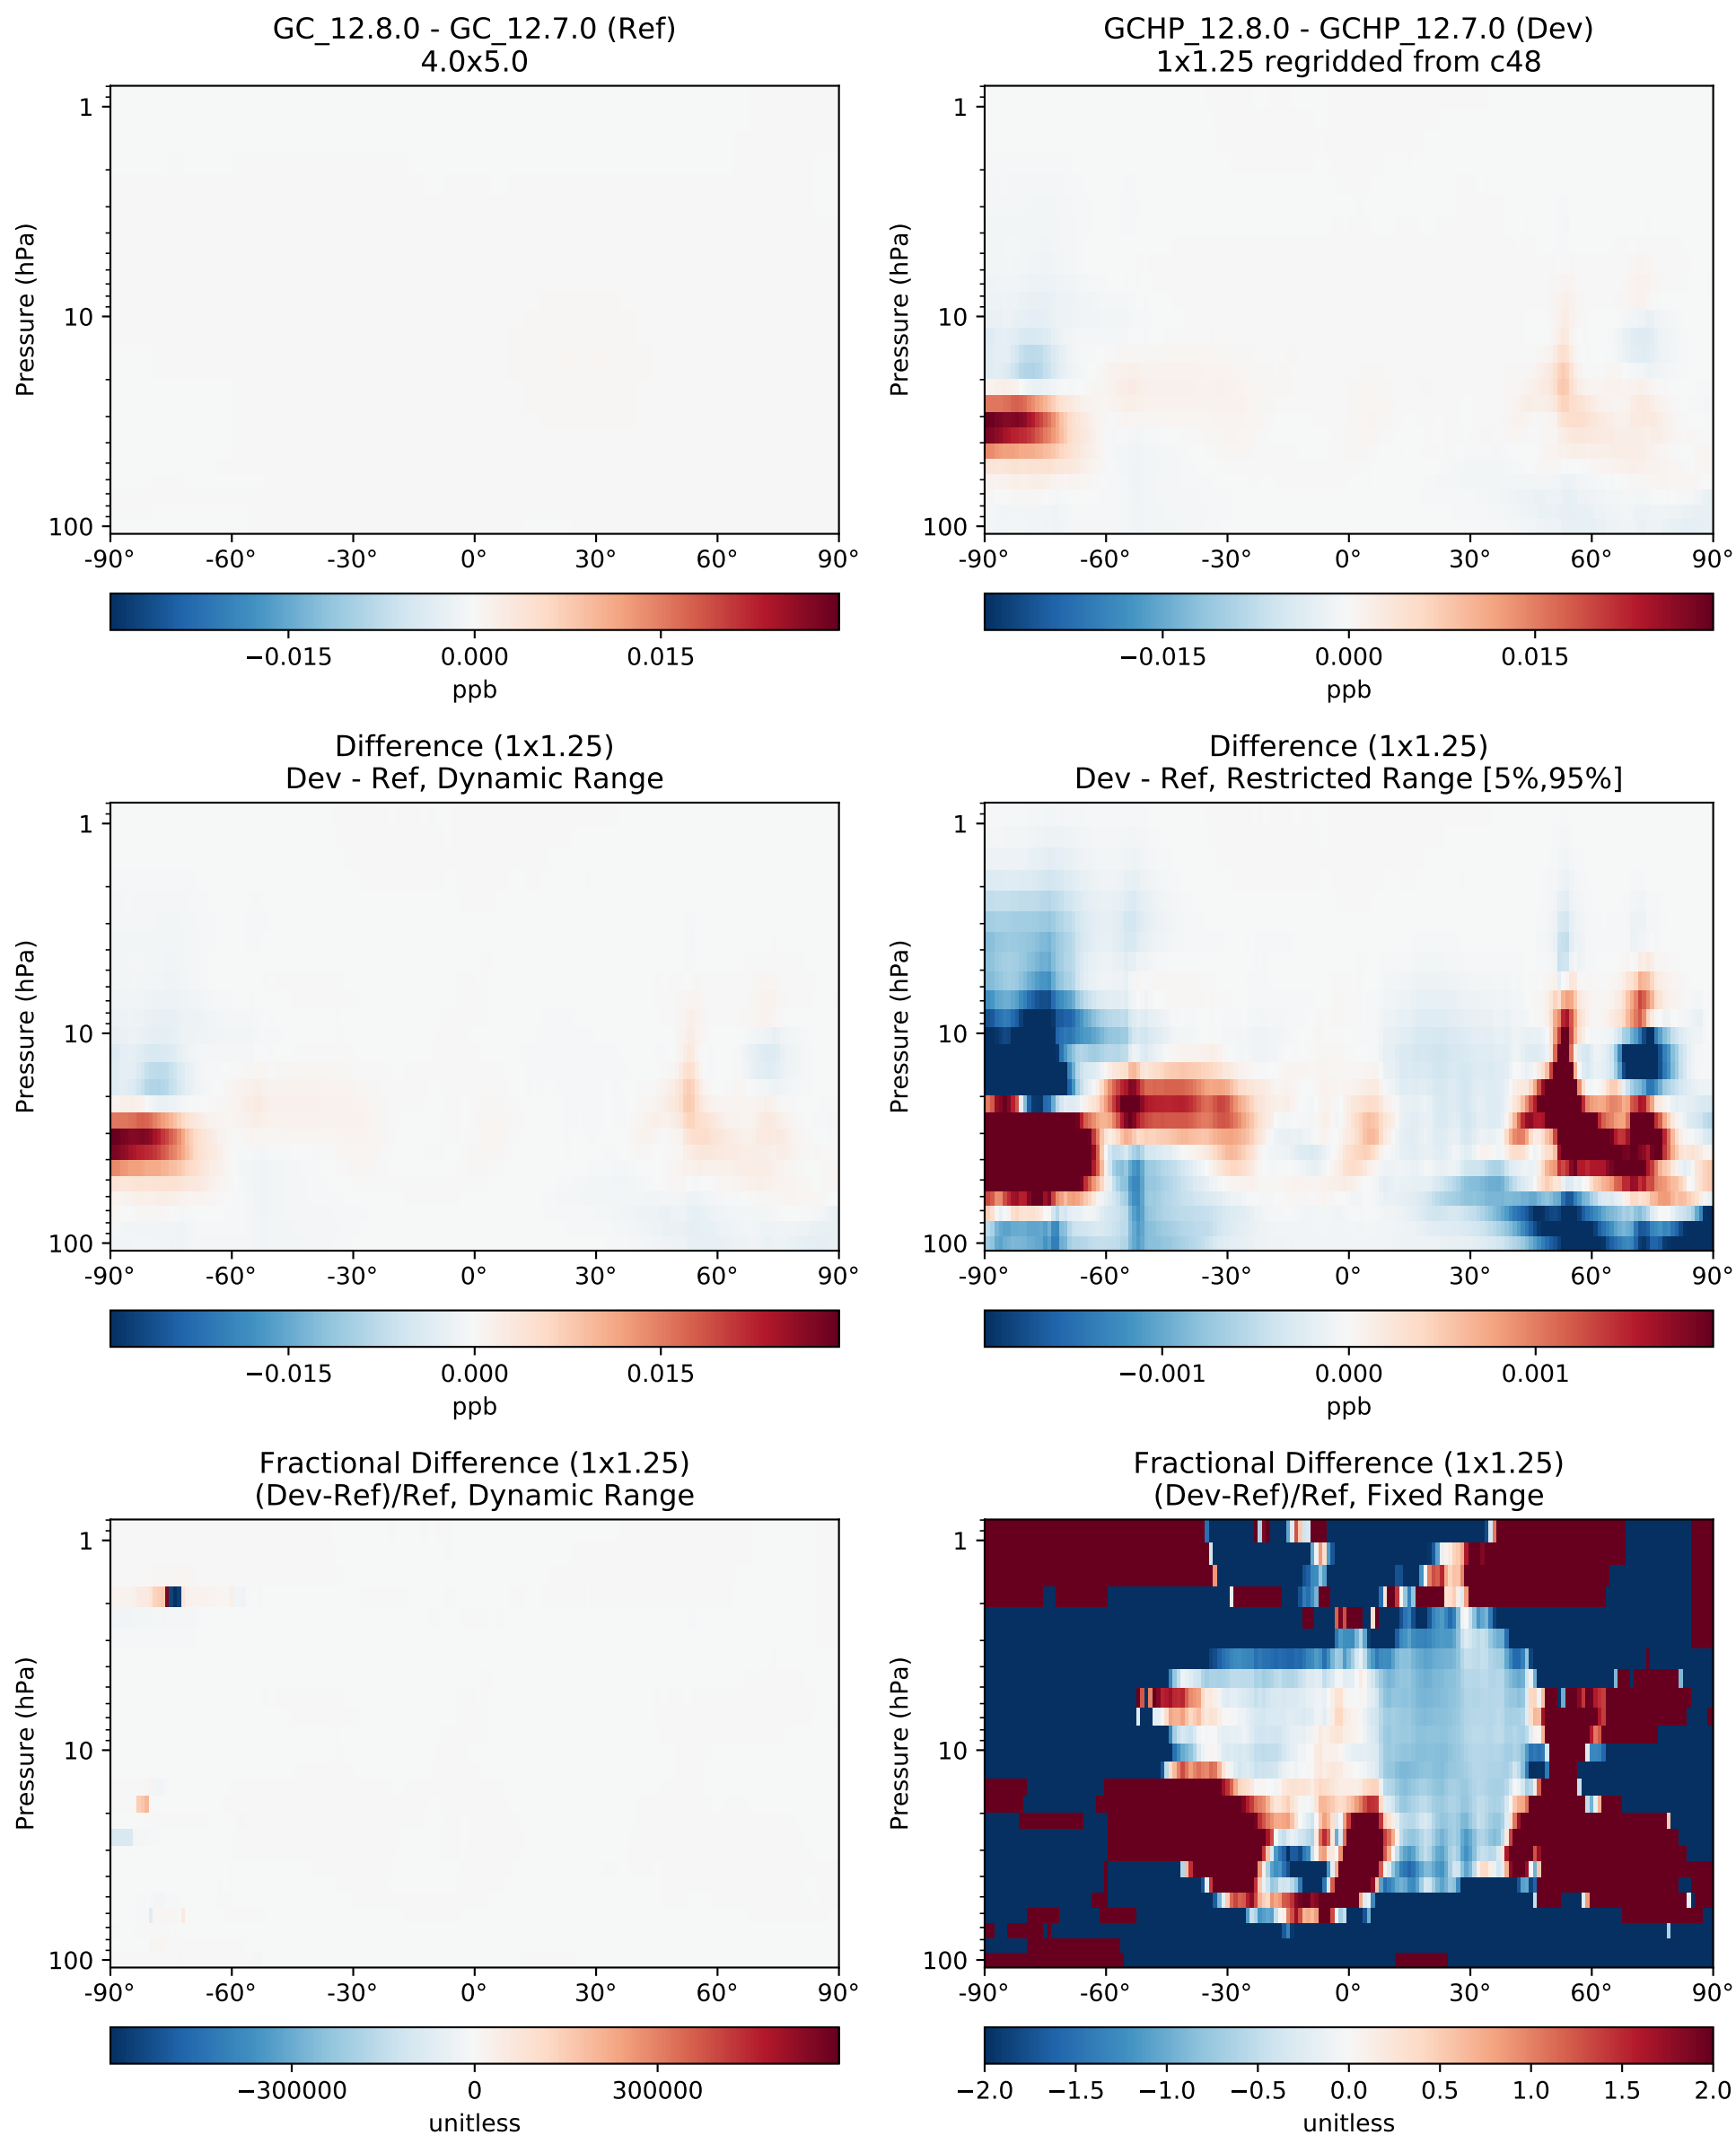 GC_12.8.0 - GC_12.7.0 (Ref)
4.0x5.0
1
10
100
Pressure (hPa)
-90° -60° -30° 0° 30° 60° 90°
−0.015 0.000 0.015
ppb
GCHP_12.8.0 - GCHP_12.7.0 (Dev)
1x1.25 regridded from c48
1
10
100
Pressure (hPa)
-90° -60° -30° 0° 30° 60° 90°
−0.015 0.000 0.015
ppb
Difference (1x1.25)
Dev - Ref, Dynamic Range
1
10
100
Pressure (hPa)
-90° -60° -30° 0° 30° 60° 90°
−0.015 0.000 0.015
ppb
Difference (1x1.25)
Dev - Ref, Restricted Range [5%,95%]
1
10
100
Pressure (hPa)
-90° -60° -30° 0° 30° 60° 90°
−0.001 0.000 0.001
ppb
Fractional Difference (1x1.25)
(Dev-Ref)/Ref, Dynamic Range
1
10
100
Pressure (hPa)
-90° -60° -30° 0° 30° 60° 90°
−300000 0 300000
unitless
Fractional Difference (1x1.25)
(Dev-Ref)/Ref, Fixed Range
1
10
100
Pressure (hPa)
-90° -60° -30° 0° 30° 60° 90°
−2.0 −1.5 −1.0 −0.5 0.0 0.5 1.0 1.5 2.0
unitless